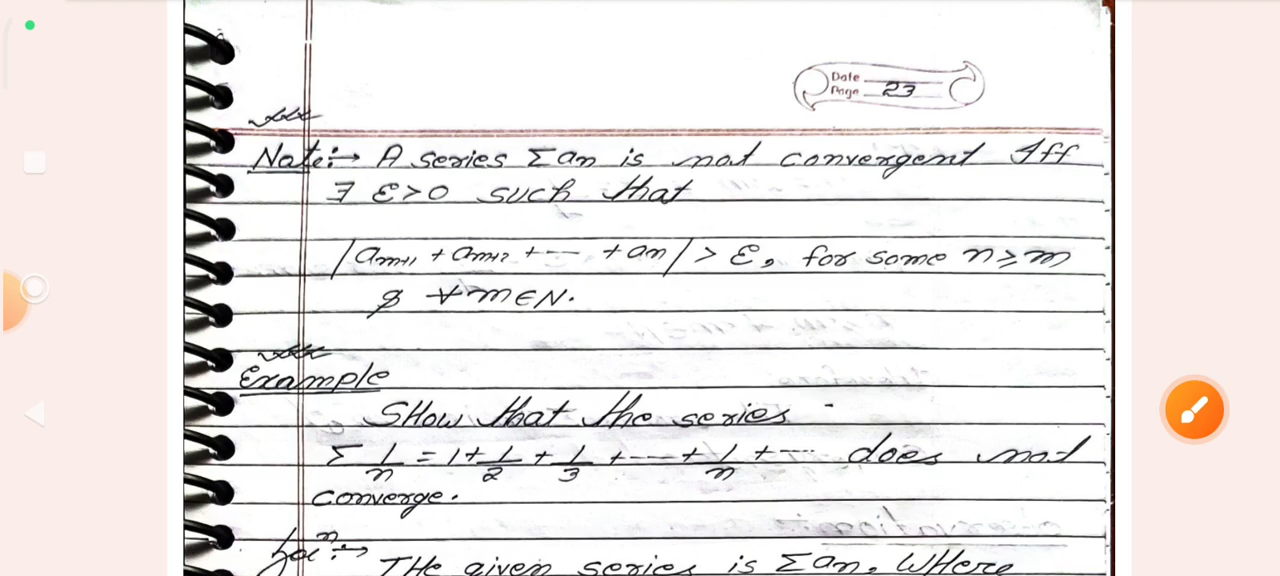 Date
Page 23
Note:→ A series Σan is not convergent Iff
∃ ε>0 such that
|am+1 + am+2 + --- + an| > ε, for some n≥m
& ∀ m∈N.
Example
SHow that the series
Σ 1/n = 1 + 1/2 + 1/3 + --- + 1/n + --- does not
converge.
Solⁿ:→ THe given series is Σan, WHere